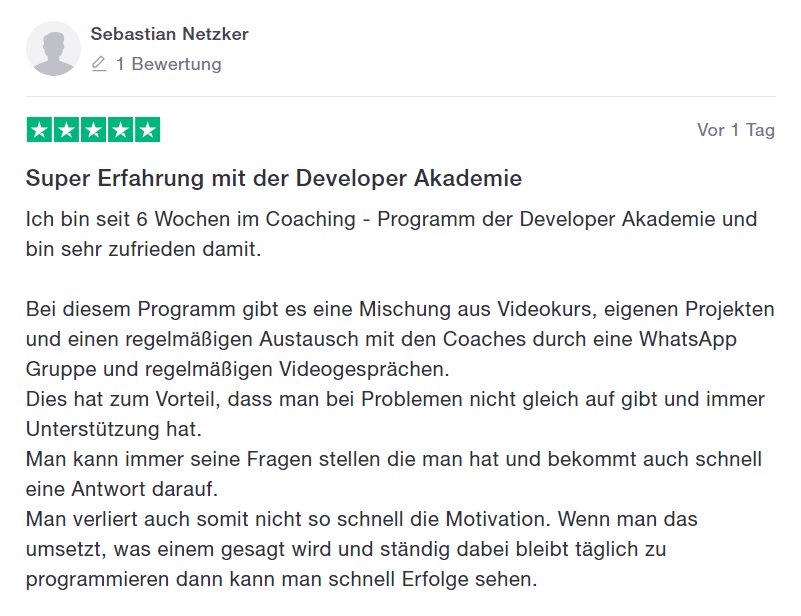 Sebastian Netzker
1 Bewertung
Vor 1 Tag
Super Erfahrung mit der Developer Akademie
Ich bin seit 6 Wochen im Coaching - Programm der Developer Akademie und
bin sehr zufrieden damit.
Bei diesem Programm gibt es eine Mischung aus Videokurs, eigenen Projekten
und einen regelmäßigen Austausch mit den Coaches durch eine WhatsApp
Gruppe und regelmäßigen Videogesprächen.
Dies hat zum Vorteil, dass man bei Problemen nicht gleich auf gibt und immer
Unterstützung hat.
Man kann immer seine Fragen stellen die man hat und bekommt auch schnell
eine Antwort darauf.
Man verliert auch somit nicht so schnell die Motivation. Wenn man das
umsetzt, was einem gesagt wird und ständig dabei bleibt täglich zu
programmieren dann kann man schnell Erfolge sehen.